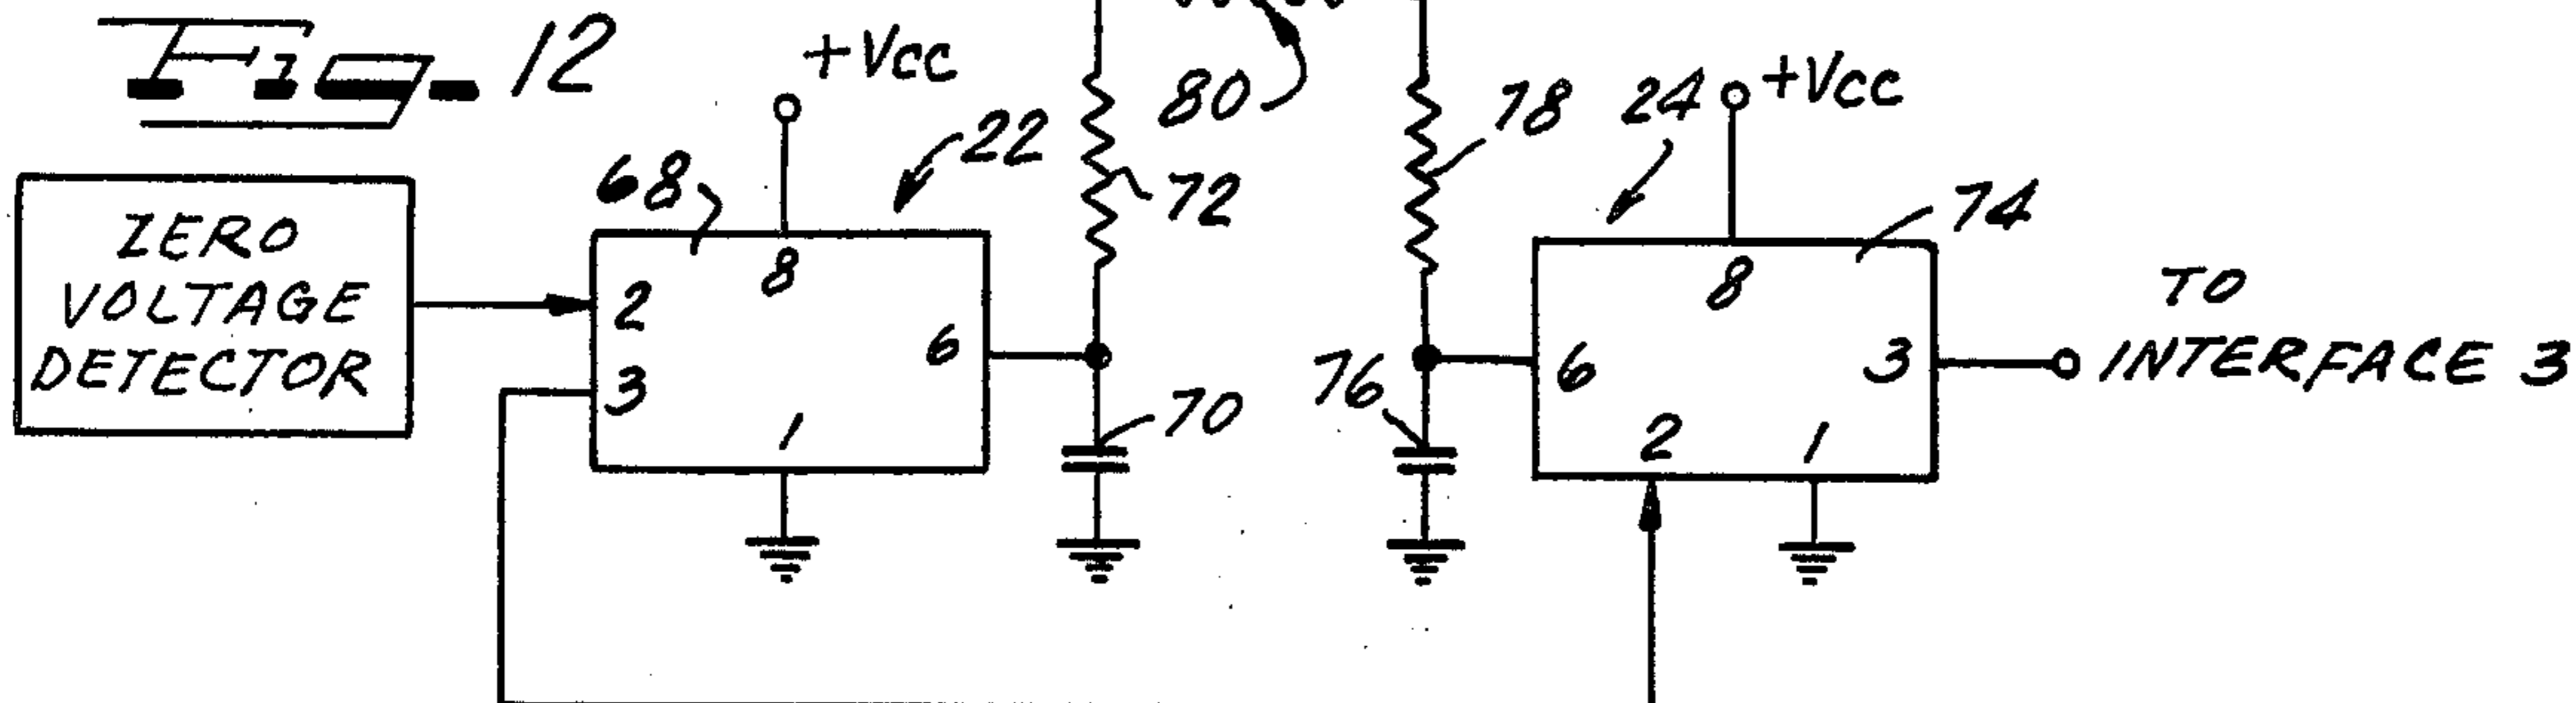 Fig-12
+Vcc
80
78
24
+Vcc
22
68
72
74
ZERO
VOLTAGE
DETECTOR
8
2
3
6
1
70
76
8
6
3
2
1
TO
INTERFACE 3